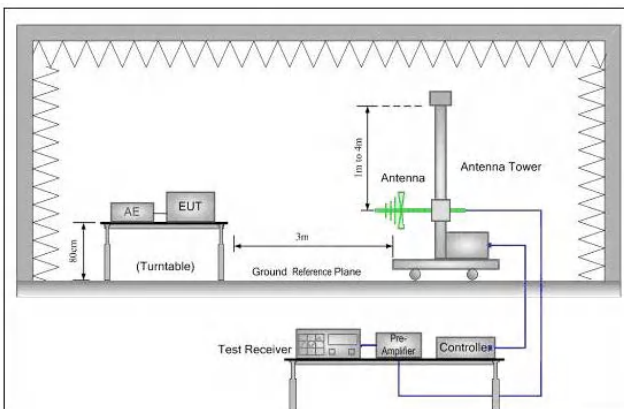 1m to 4m
Antenna
Antenna Tower
AE
EUT
80cm
3m
(Turntable)
Ground Reference Plane
Test Receiver
Pre-
Amplifier
Controller